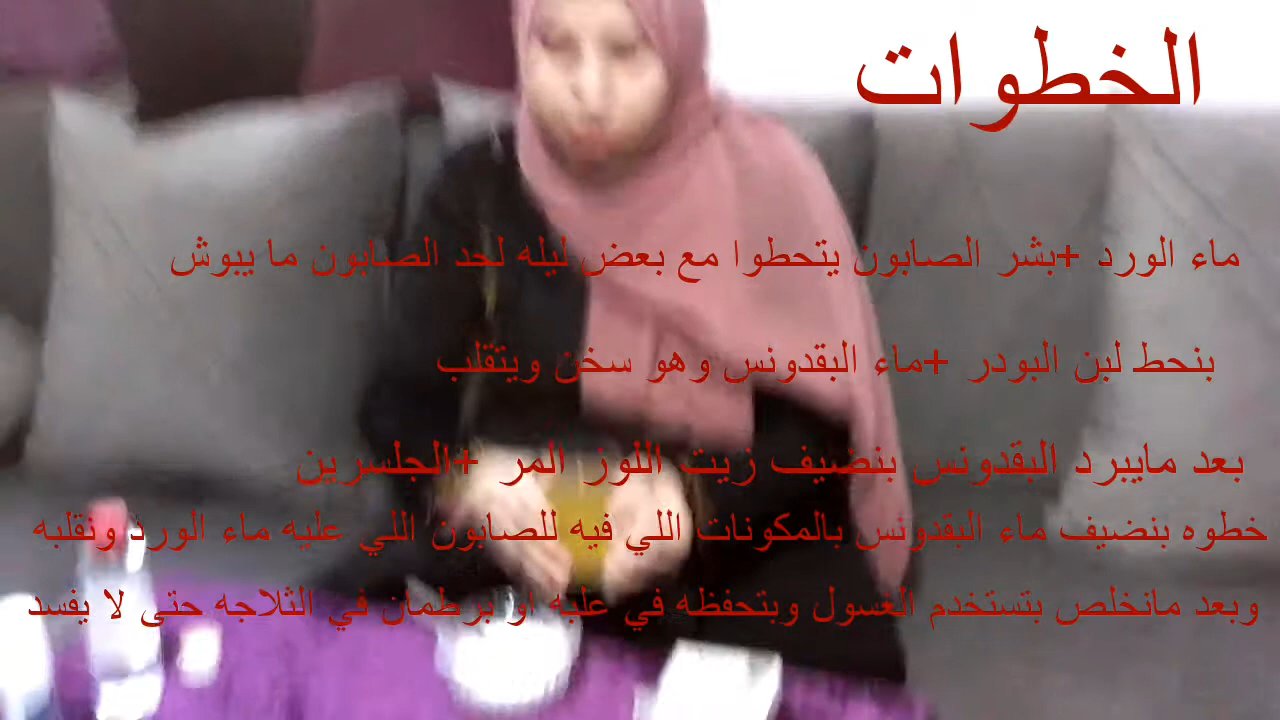 الخطوات
ماء الورد +بشر الصابون يتحطوا مع بعض ليله لحد الصابون ما يبوش
بنحط لبن البودر +ماء البقدونس وهو سخن ويتقلب
بعد مايبرد البقدونس بنضيف زيت اللوز المر +الجلسرين
خطوه بنضيف ماء البقدونس بالمكونات اللي فيه للصابون اللي عليه ماء الورد ونقلبه
وبعد مانخلص بتستخدم الغسول وبتحفظه في علبه او برطمان في الثلاجه حتى لا يفسد